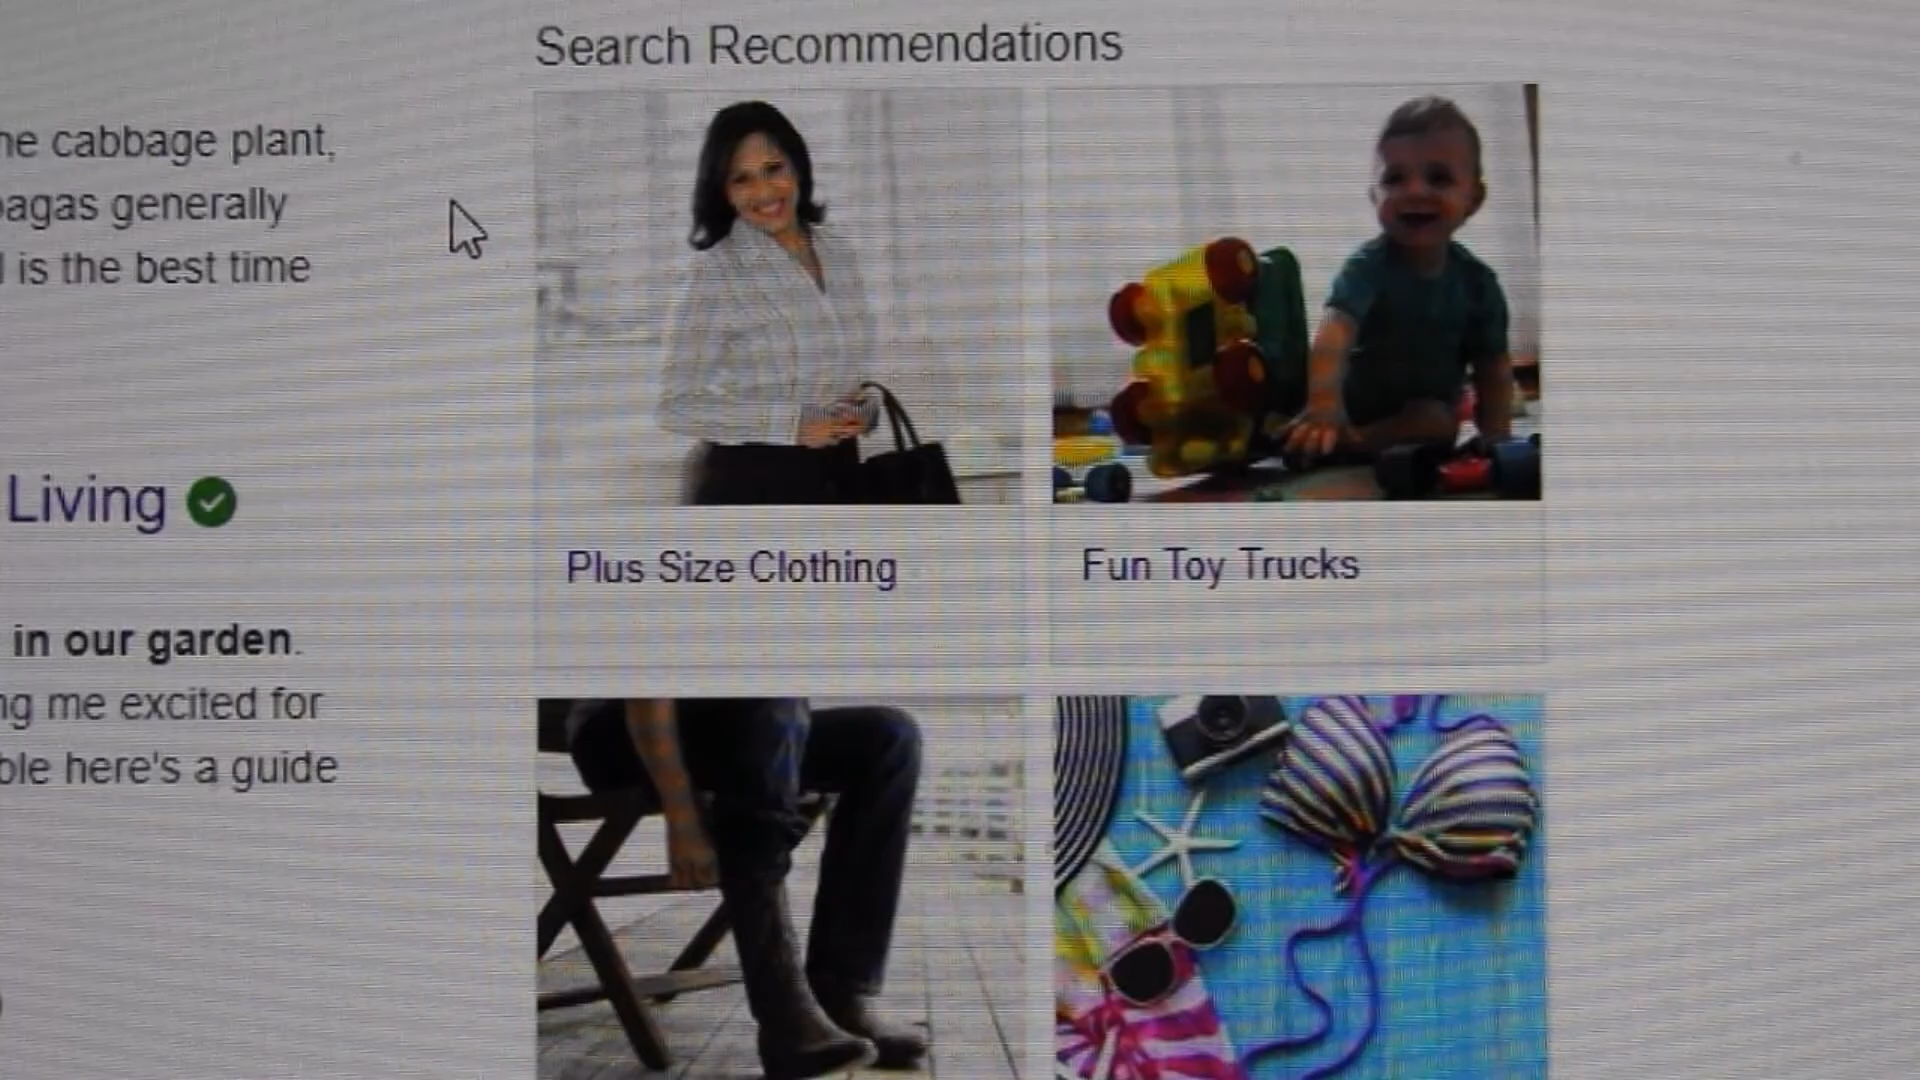 Search Recommendations
he cabbage plant,
agas generally
is the best time
Living
in our garden.
ng me excited for
ble here's a guide
Plus Size Clothing
Fun Toy Trucks